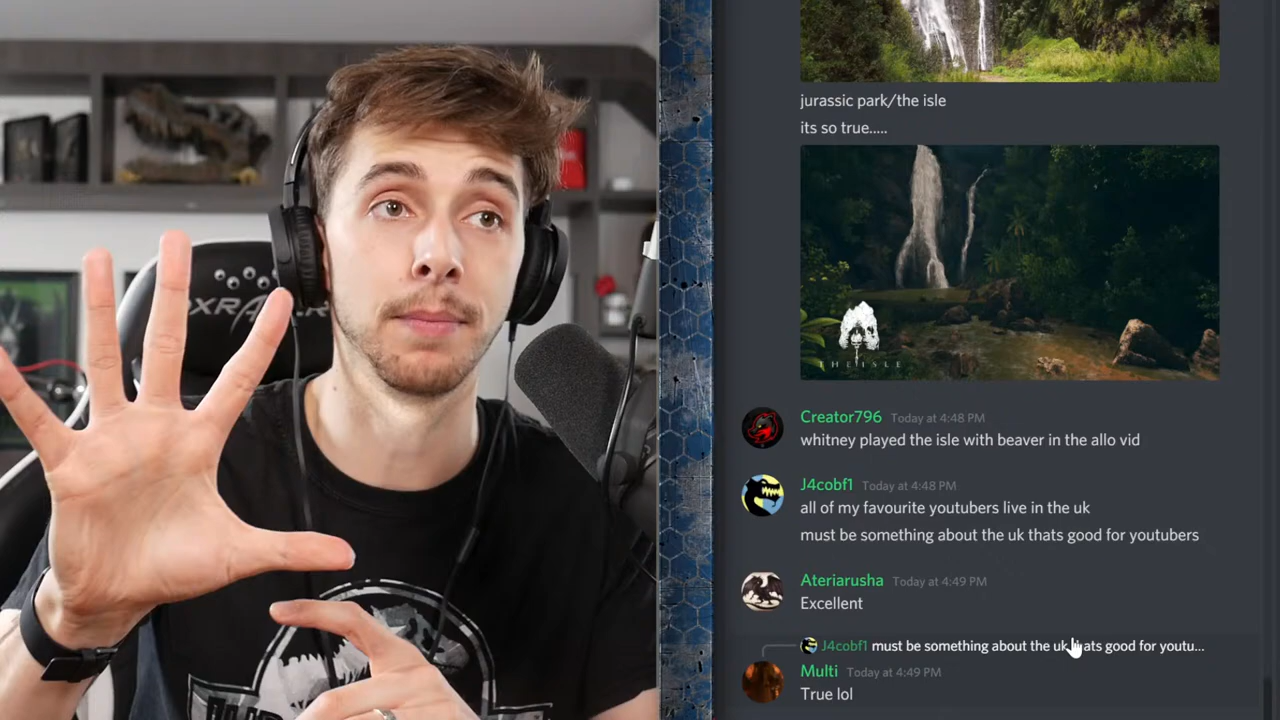 DXRACER
jurassic park/the isle
its so true.....
THE ISLE
Creator796 Today at 4:48 PM
whitney played the isle with beaver in the allo vid
J4cobf1 Today at 4:48 PM
all of my favourite youtubers live in the uk
must be something about the uk thats good for youtubers
Ateriarusha Today at 4:49 PM
Excellent
J4cobf1 must be something about the uk thats good for youtu...
Multi Today at 4:49 PM
True lol